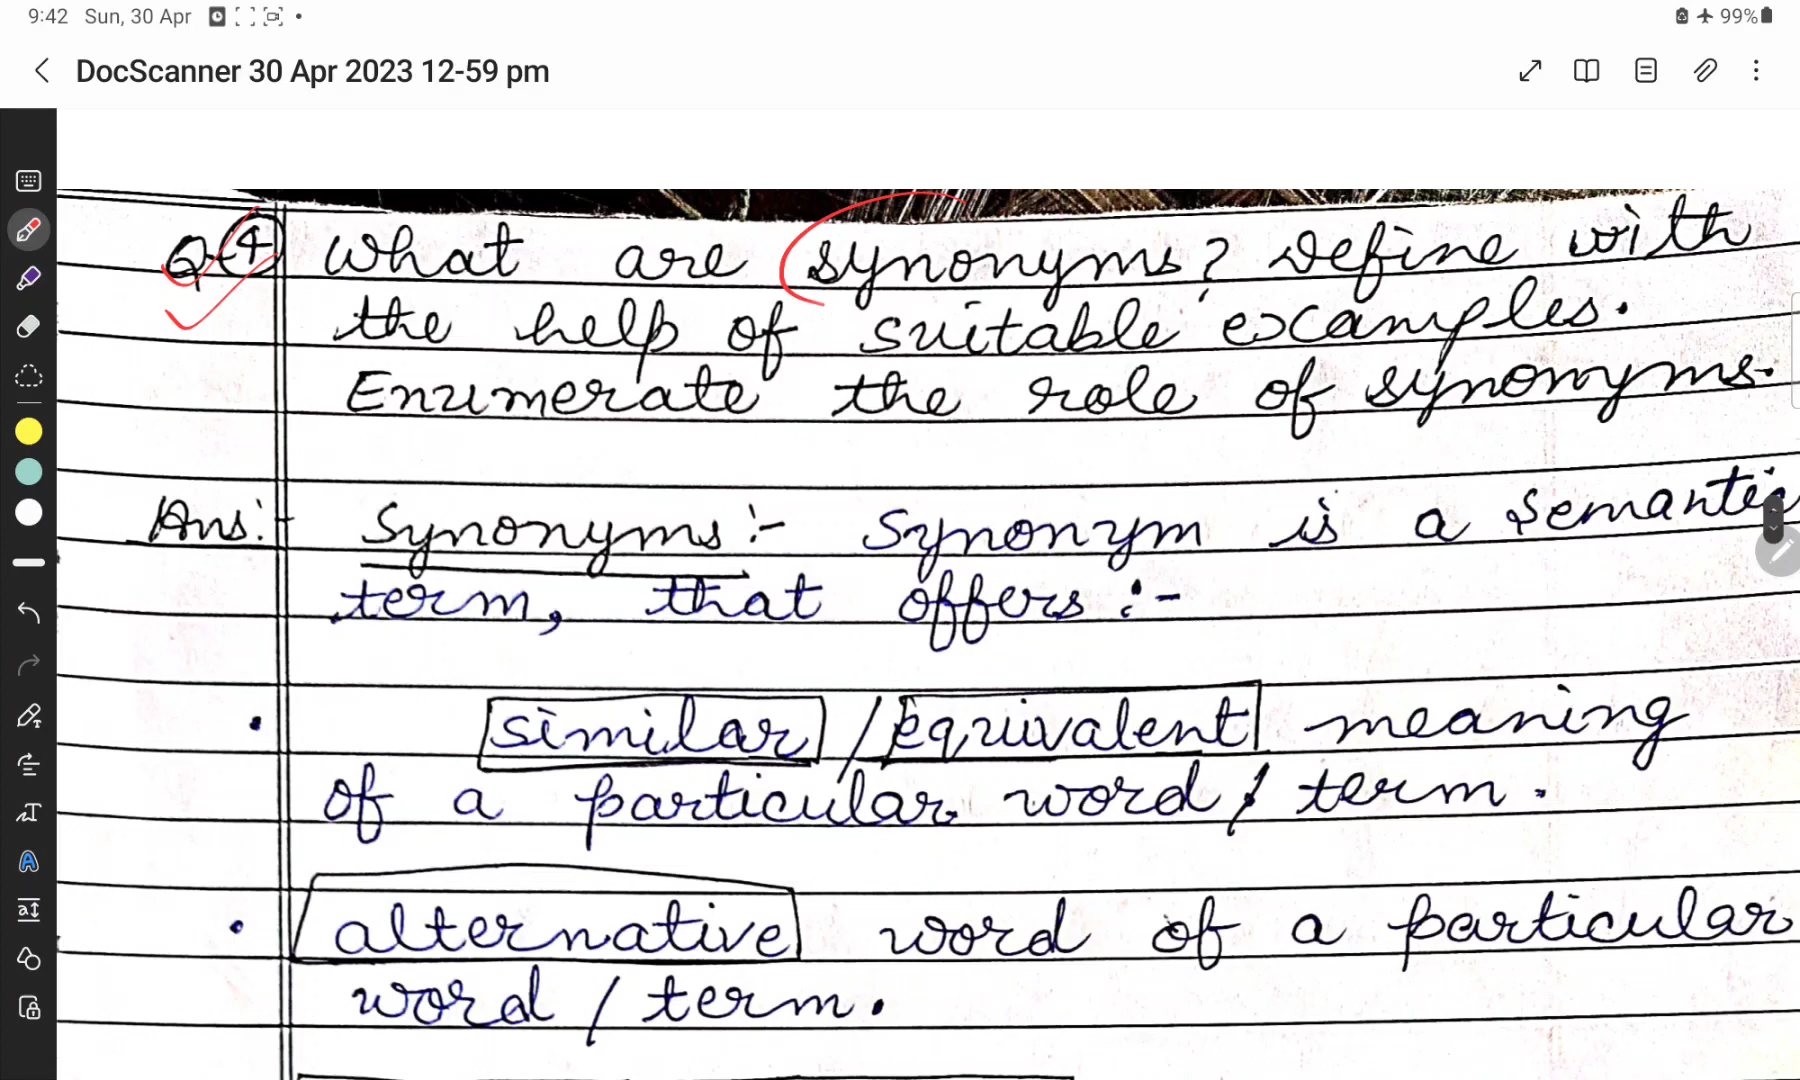 9:42 Sun, 30 Apr
99%
DocScanner 30 Apr 2023 12-59 pm
Q 4 What are synonyms? Define with
the help of suitable examples.
Enumerate the role of synonyms.
Ans:- Synonyms :- Synonym is a semantic
term, that offers :-
• similar / equivalent meaning
of a particular word / term.
• alternative word of a particular
word / term.